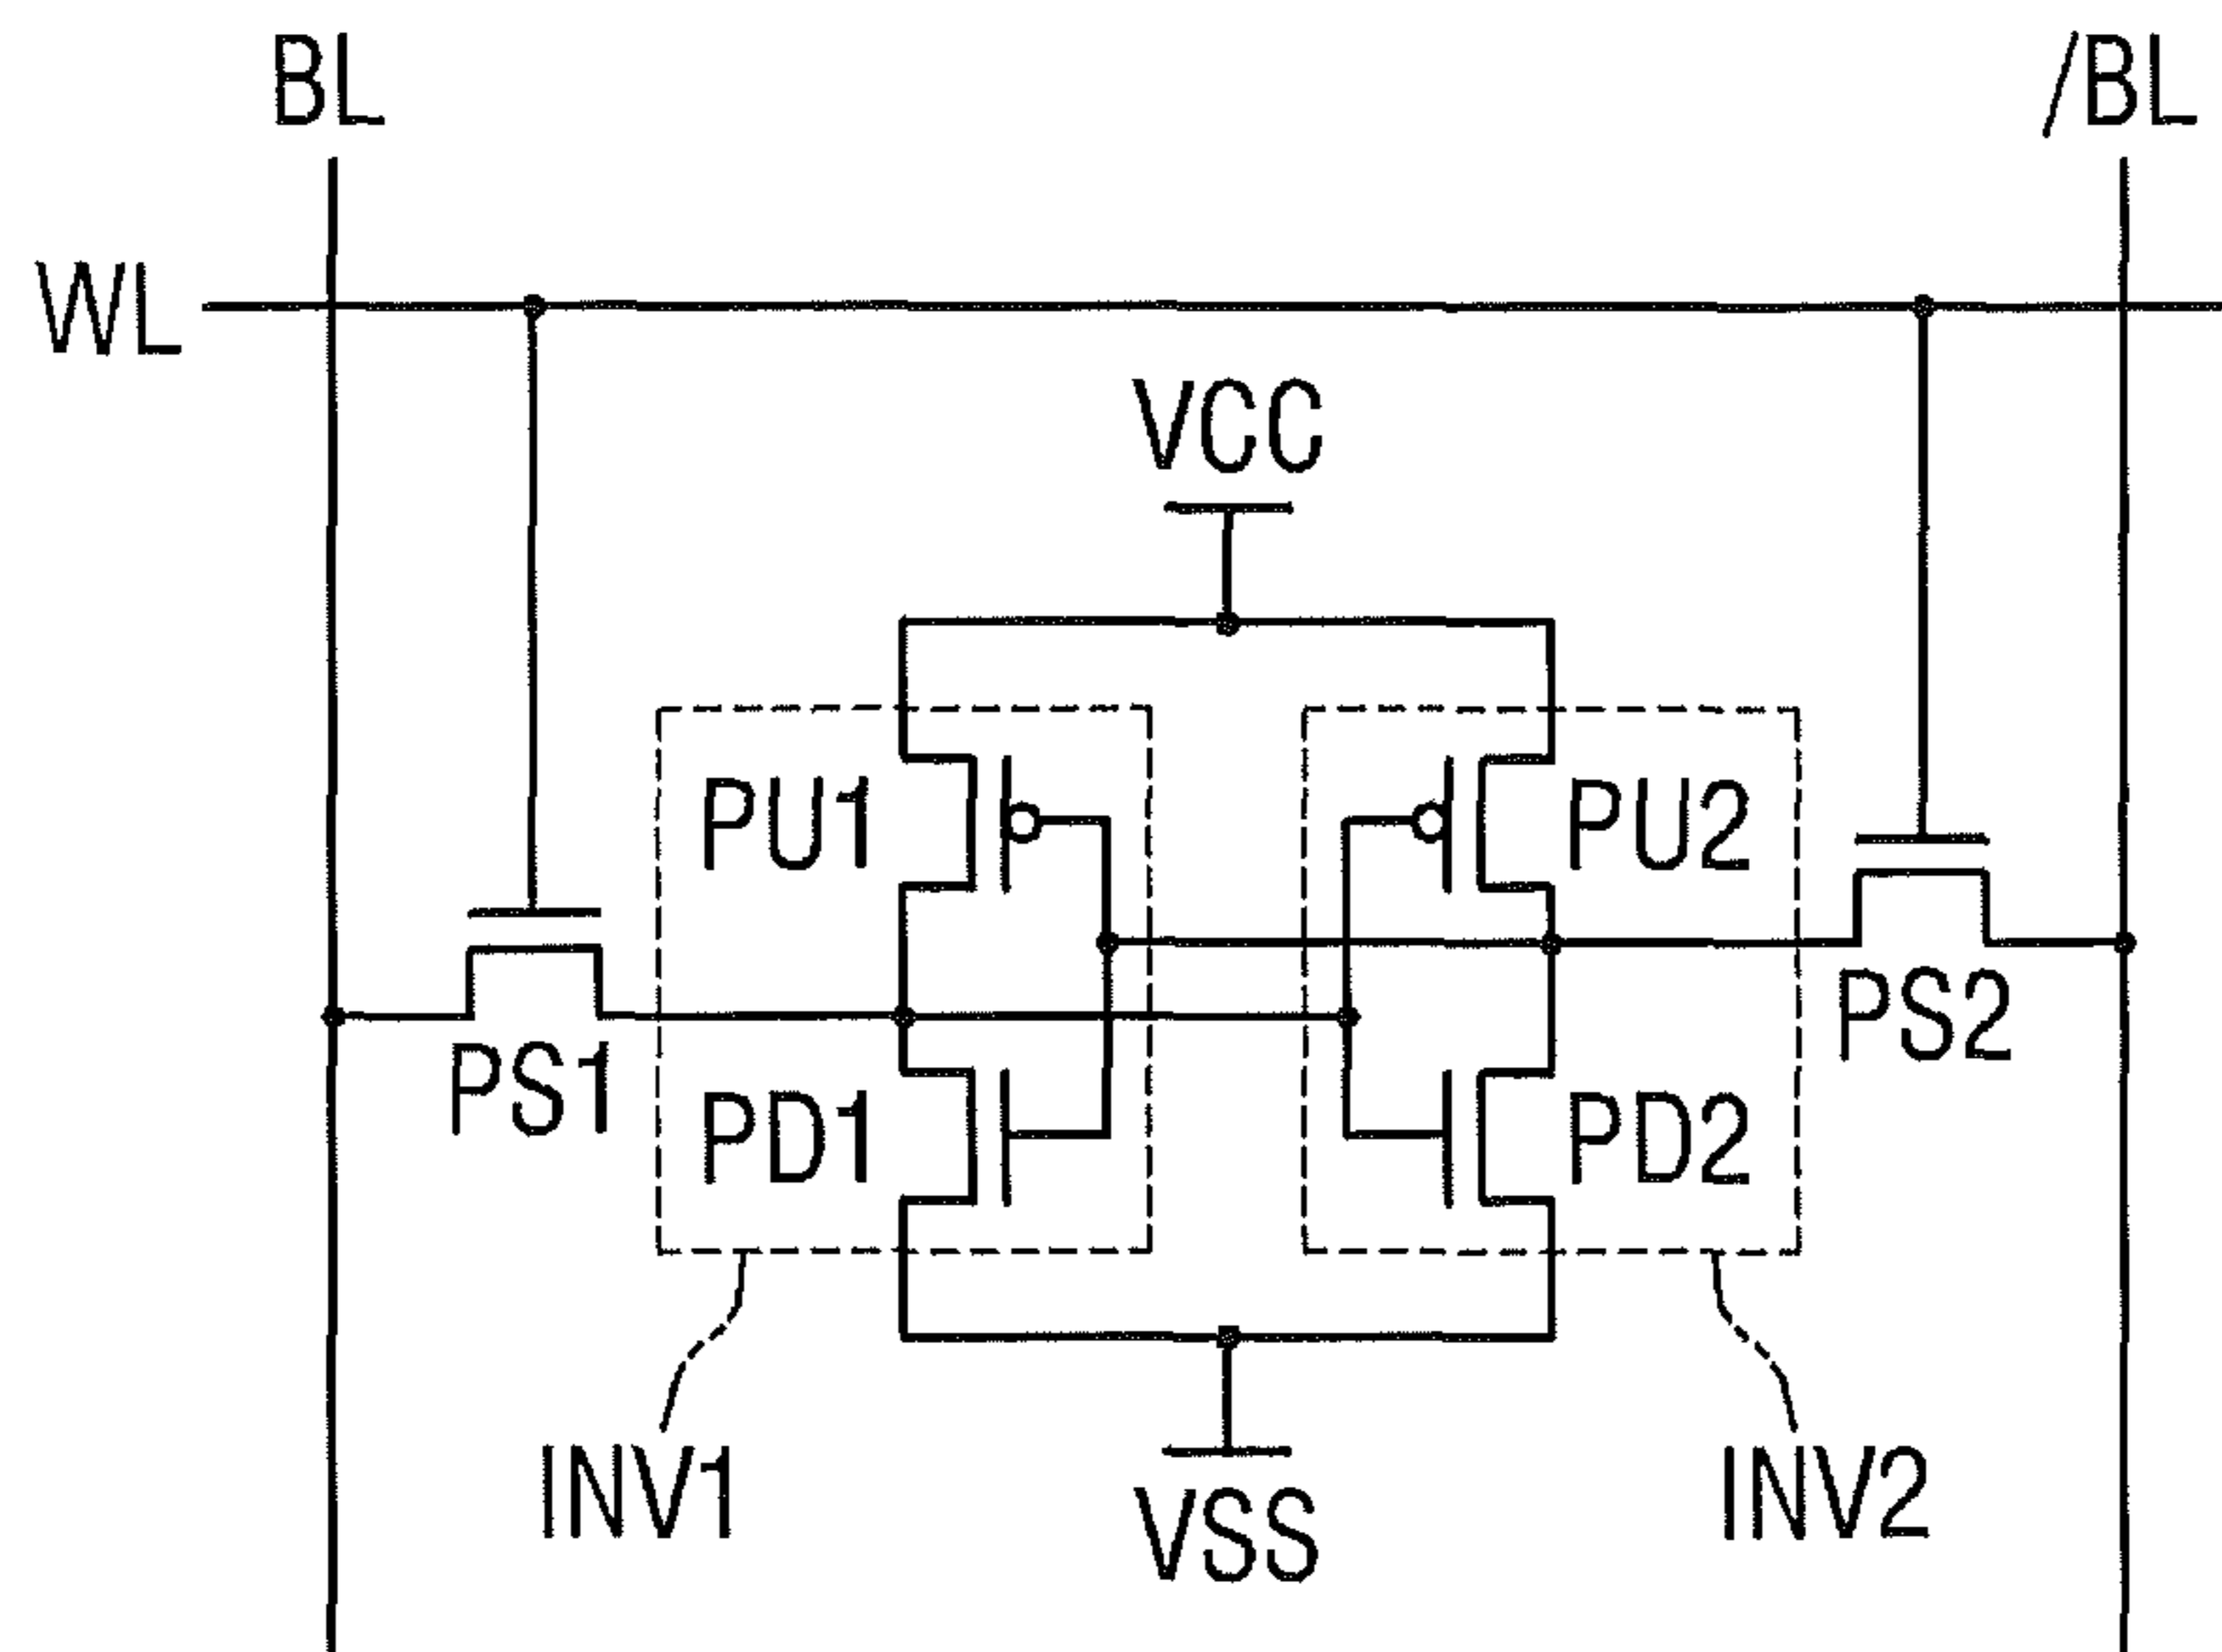 BL
/BL
WL
VCC
PU1
PU2
PS1
PS2
PD1
PD2
INV1
INV2
VSS